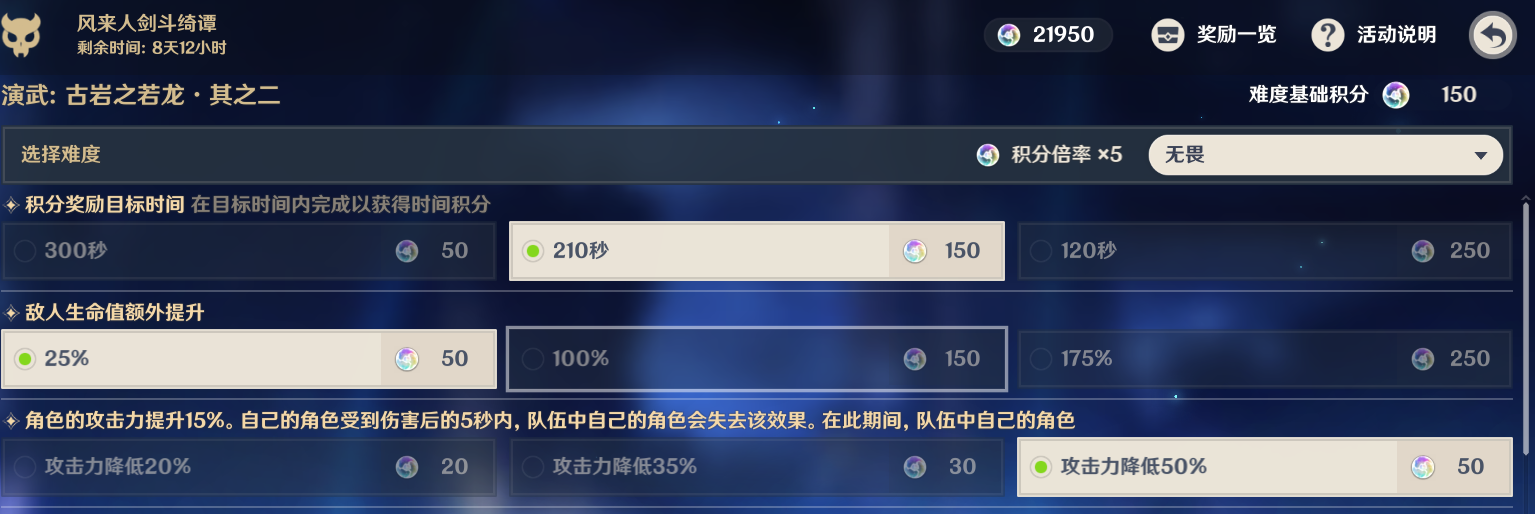 风来人剑斗绮谭
剩余时间: 8天12小时
21950
奖励一览
活动说明
演武: 古岩之若龙·其之二
难度基础积分 150
选择难度
积分倍率 ×5
无畏
积分奖励目标时间 在目标时间内完成以获得时间积分
300秒 50
210秒 150
120秒 250
敌人生命值额外提升
25% 50
100% 150
175% 250
角色的攻击力提升15%。自己的角色受到伤害后的5秒内, 队伍中自己的角色会失去该效果。在此期间, 队伍中自己的角色
攻击力降低20% 20
攻击力降低35% 30
攻击力降低50% 50